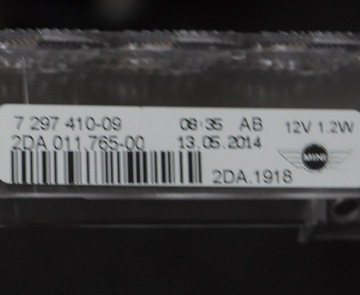 7 297 410-09 08:35 AB 12V 1.2W
2DA 011 765-00 13.05.2014
MINI
2DA.1918